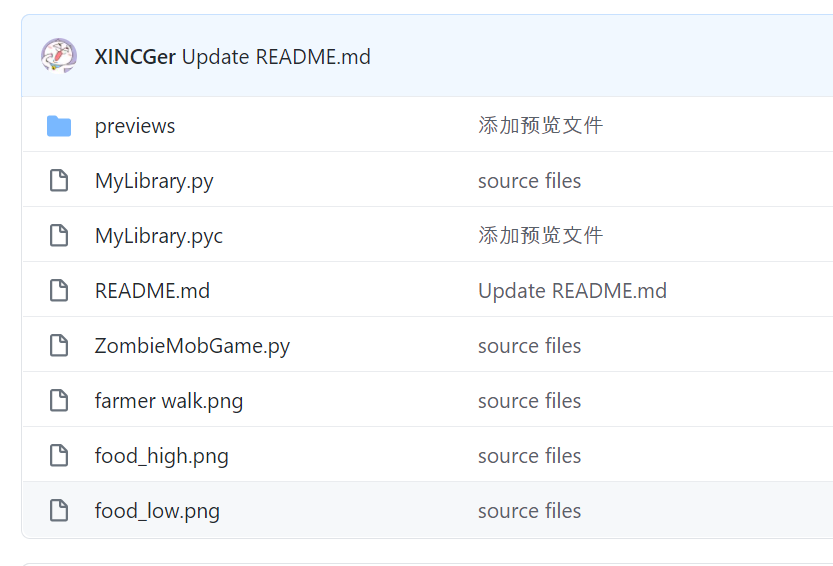 XINCGer Update README.md
previews 添加预览文件
MyLibrary.py source files
MyLibrary.pyc 添加预览文件
README.md Update README.md
ZombieMobGame.py source files
farmer walk.png source files
food_high.png source files
food_low.png source files